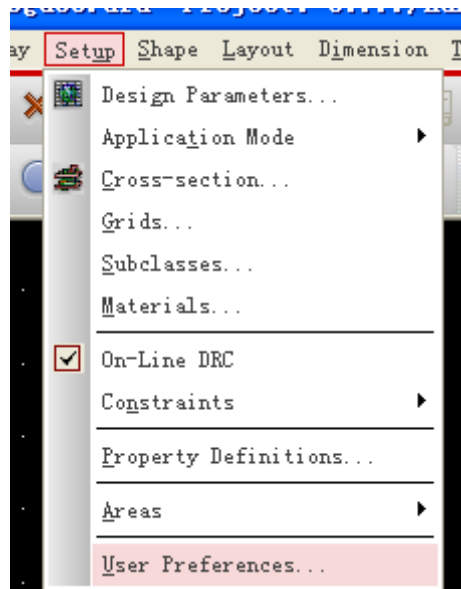 ay Setup Shape Layout Dimension T
Design Parameters...
Application Mode
Cross-section...
Grids...
Subclasses...
Materials...
On-Line DRC
Constraints
Property Definitions...
Areas
User Preferences...